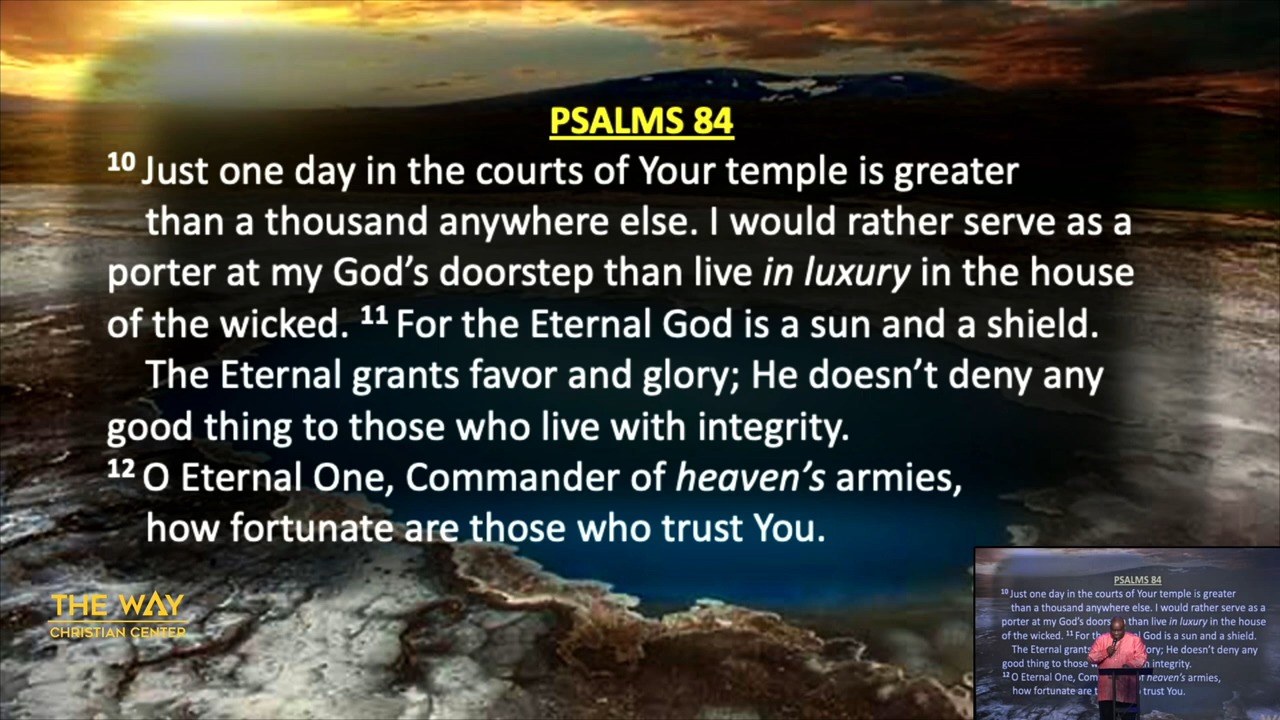 PSALMS 84
10 Just one day in the courts of Your temple is greater
than a thousand anywhere else. I would rather serve as a
porter at my God’s doorstep than live in luxury in the house
of the wicked. 11 For the Eternal God is a sun and a shield.
The Eternal grants favor and glory; He doesn’t deny any
good thing to those who live with integrity.
12 O Eternal One, Commander of heaven’s armies,
how fortunate are those who trust You.
THE WAY
CHRISTIAN CENTER
PSALMS 84
10 Just one day in the courts of Your temple is greater
than a thousand anywhere else. I would rather serve as a
porter at my God’s doors than live in luxury in the house
of the wicked. 11 For th God is a sun and a shield.
The Eternal grants ory; He doesn’t deny any
good thing to those w integrity.
12 O Eternal One, Com f heaven’s armies,
how fortunate are t trust You.